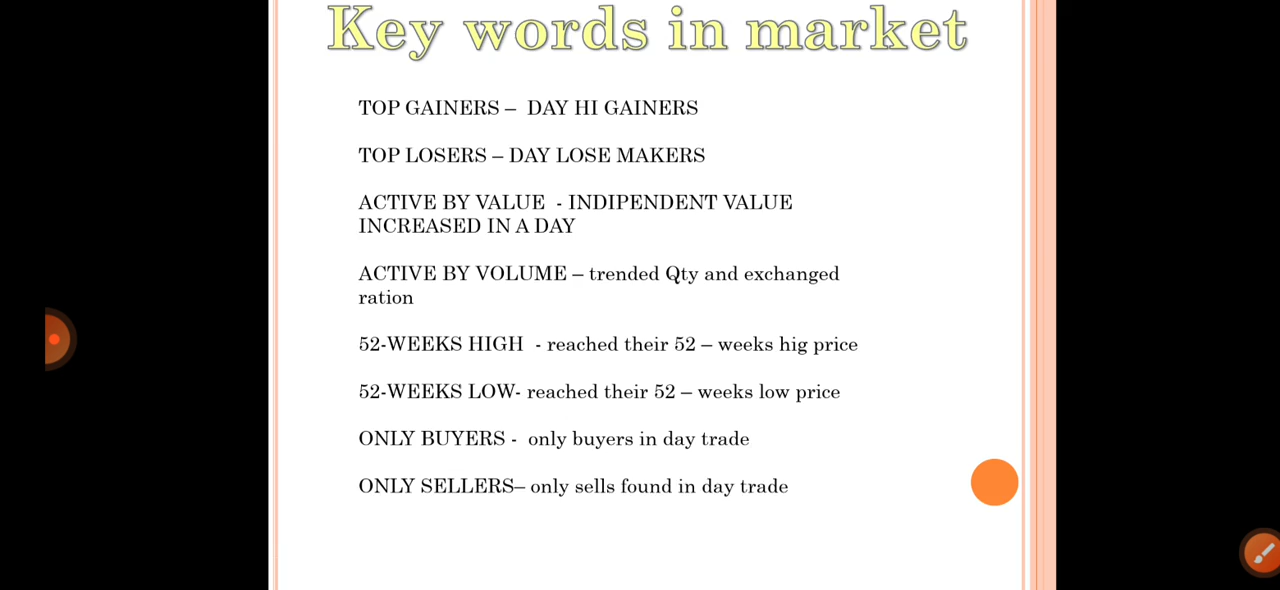 Key words in market
TOP GAINERS – DAY HI GAINERS
TOP LOSERS – DAY LOSE MAKERS
ACTIVE BY VALUE - INDIPENDENT VALUE
INCREASED IN A DAY
ACTIVE BY VOLUME – trended Qty and exchanged
ration
52-WEEKS HIGH - reached their 52 – weeks hig price
52-WEEKS LOW- reached their 52 – weeks low price
ONLY BUYERS - only buyers in day trade
ONLY SELLERS– only sells found in day trade